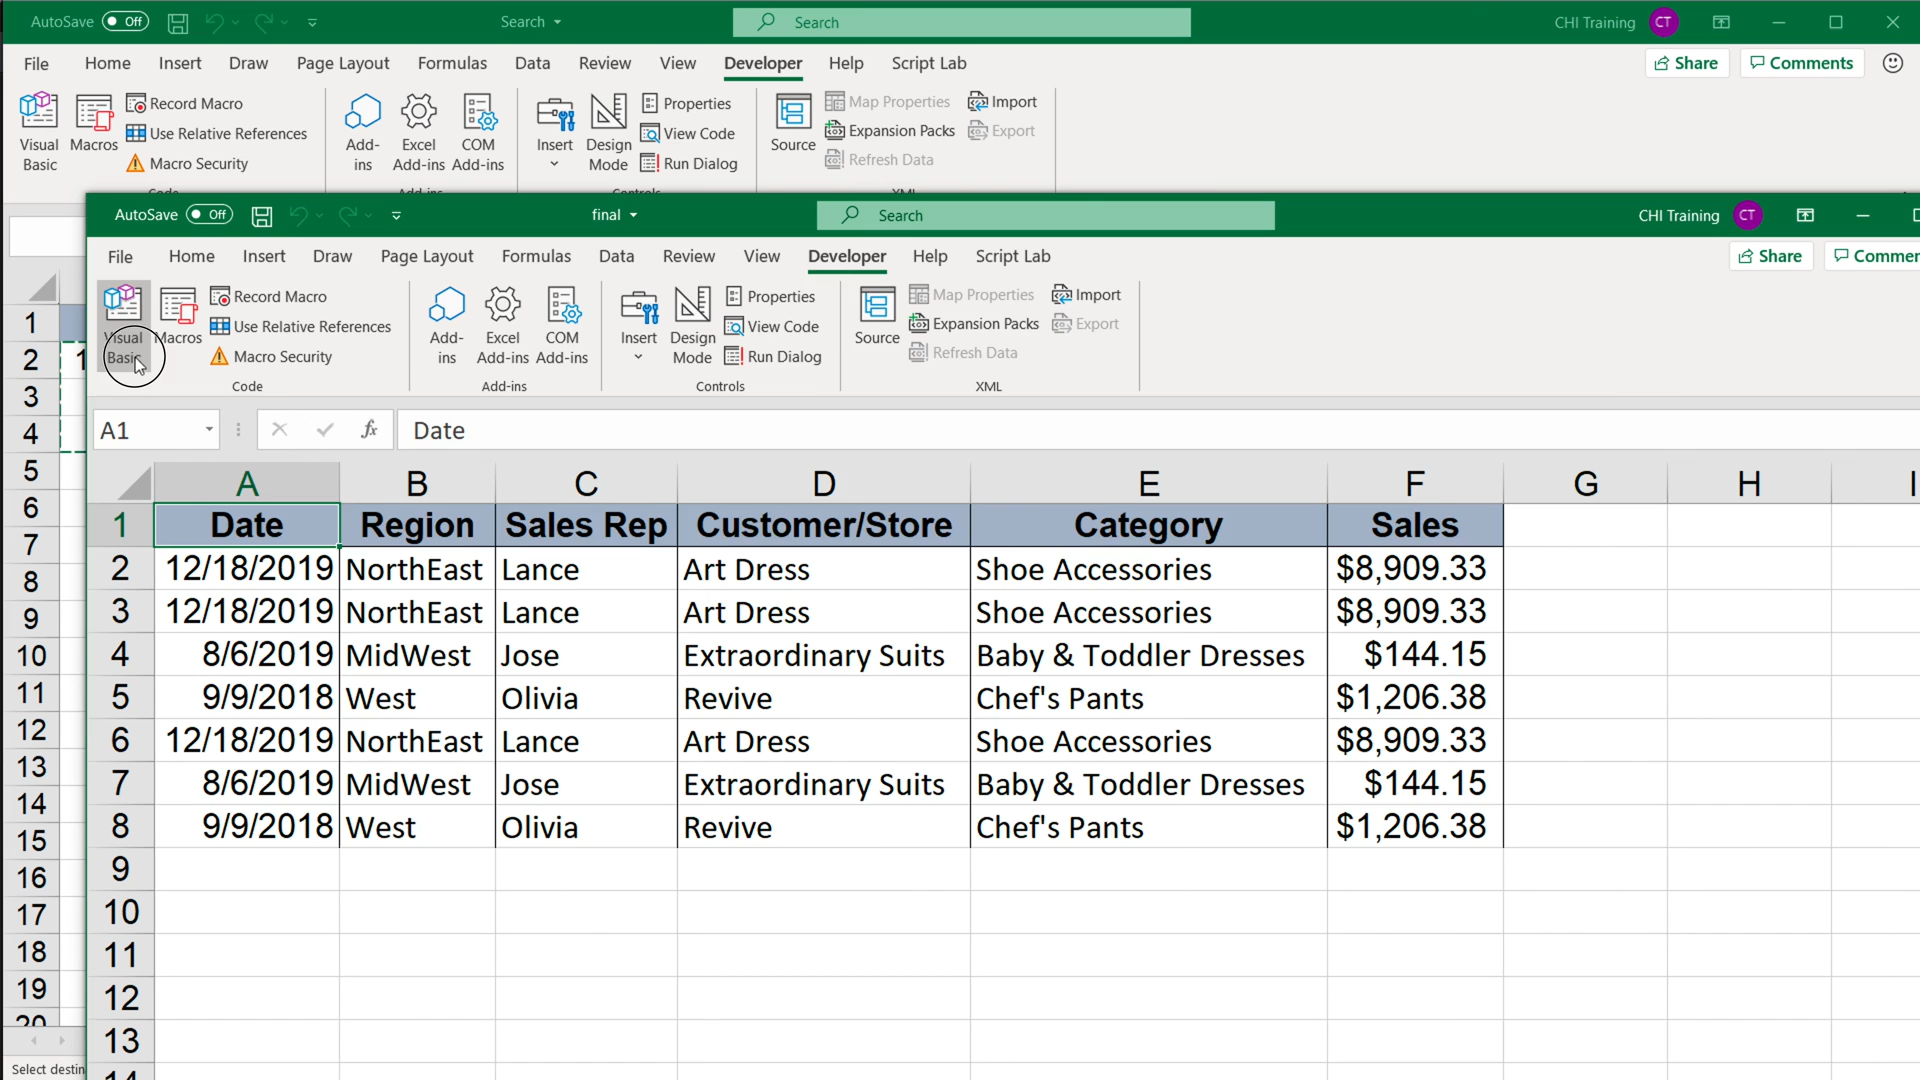 AutoSave Off Search Search CHI Training CT
File Home Insert Draw Page Layout Formulas Data Review View Developer Help Script Lab Share Comments
Visual Basic
Macros
Record Macro
Use Relative References
Macro Security
Add-ins
Excel Add-ins
COM Add-ins
Insert
Design Mode
Properties
View Code
Run Dialog
Source
Map Properties
Expansion Packs
Refresh Data
Import
Export
AutoSave Off final Search CHI Training CT
File Home Insert Draw Page Layout Formulas Data Review View Developer Help Script Lab Share Commen
Visual Basic
Macros
Record Macro
Use Relative References
Macro Security
Code
Add-ins
Excel Add-ins
COM Add-ins
Add-ins
Insert
Design Mode
Properties
View Code
Run Dialog
Controls
Source
Map Properties
Expansion Packs
Refresh Data
Import
Export
XML
A1 fx Date
A B C D E F G H I
1 Date Region Sales Rep Customer/Store Category Sales
2 12/18/2019 NorthEast Lance Art Dress Shoe Accessories $8,909.33
3 12/18/2019 NorthEast Lance Art Dress Shoe Accessories $8,909.33
4 8/6/2019 MidWest Jose Extraordinary Suits Baby & Toddler Dresses $144.15
5 9/9/2018 West Olivia Revive Chef's Pants $1,206.38
6 12/18/2019 NorthEast Lance Art Dress Shoe Accessories $8,909.33
7 8/6/2019 MidWest Jose Extraordinary Suits Baby & Toddler Dresses $144.15
8 9/9/2018 West Olivia Revive Chef's Pants $1,206.38
9
10
11
12
13
14
1
2 1
3
4
5
6
7
8
9
10
11
12
13
14
15
16
17
18
19
20
Select destin